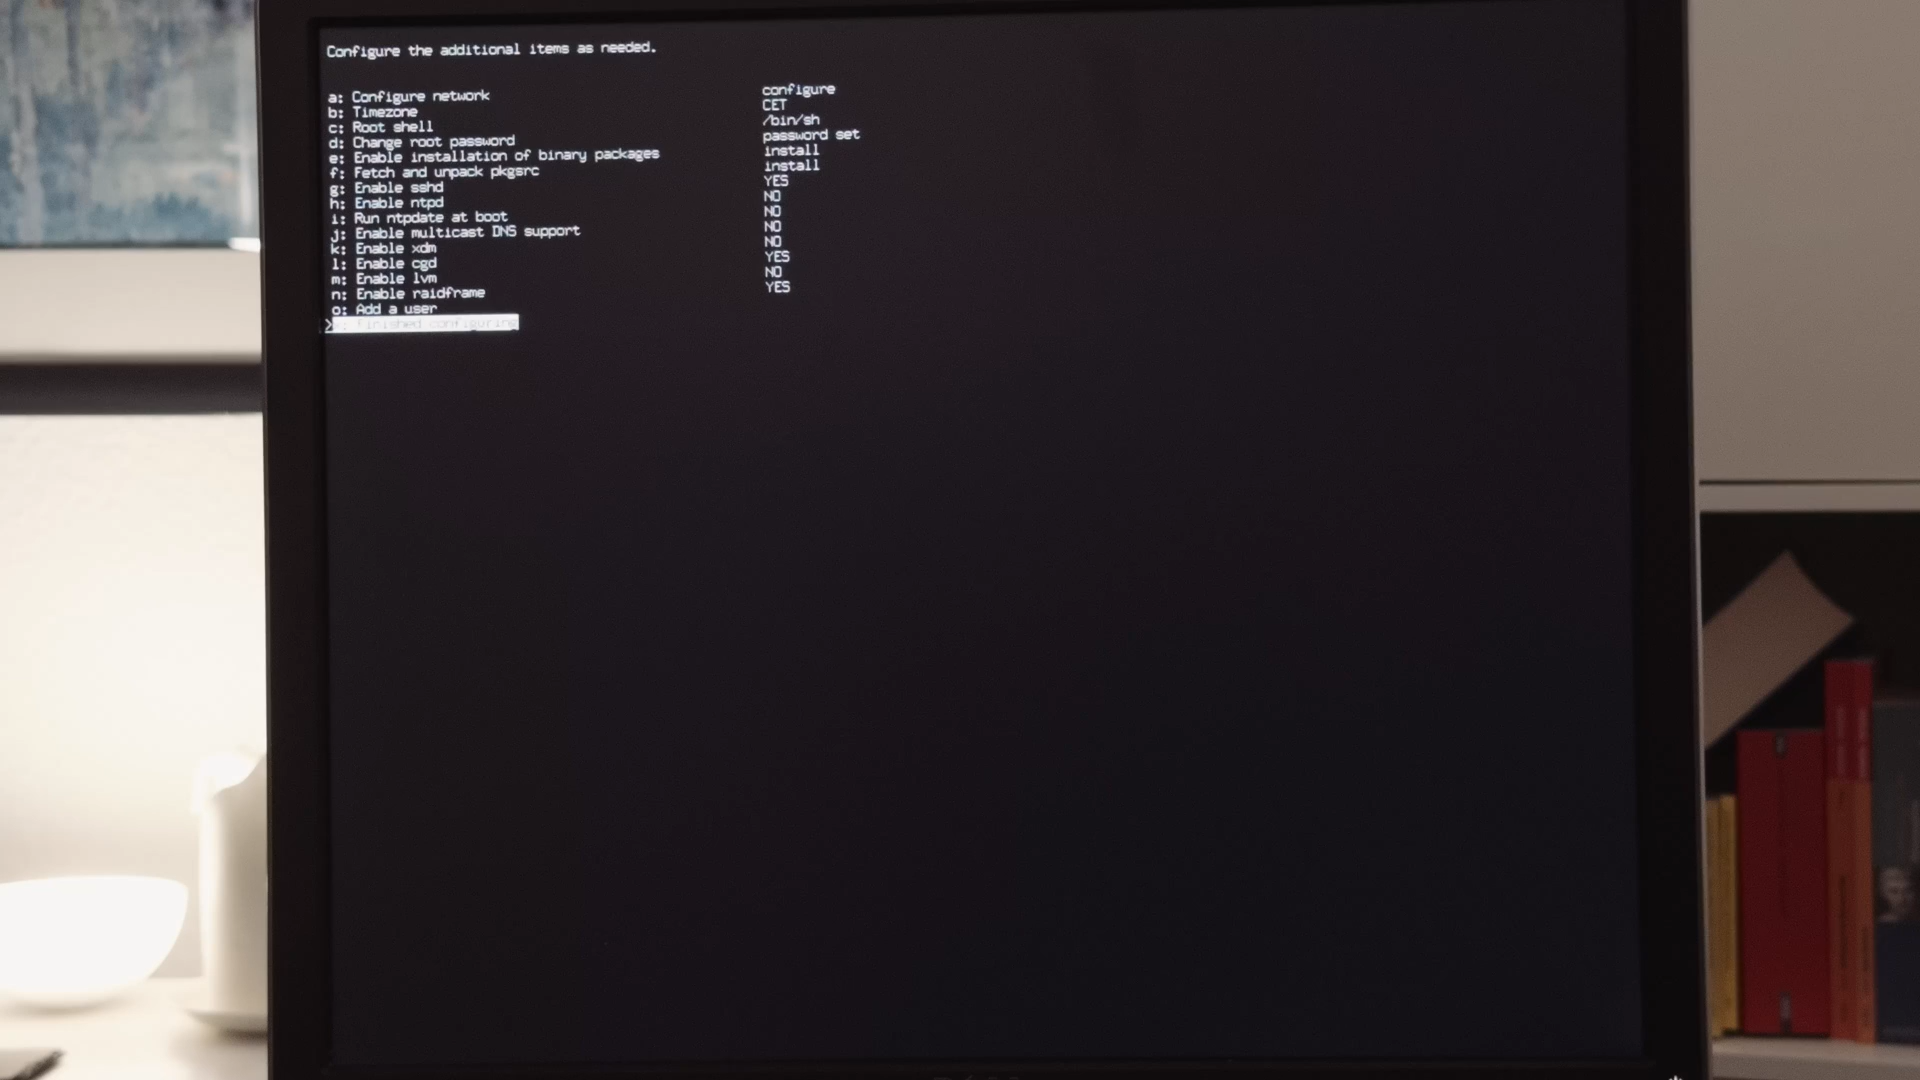 Configure the additional items as needed.
a: Configure network configure
b: Timezone CET
c: Root shell /bin/sh
d: Change root password password set
e: Enable installation of binary packages install
f: Fetch and unpack pkgsrc install
g: Enable sshd YES
h: Enable ntpd NO
i: Run ntpdate at boot NO
j: Enable multicast DNS support NO
k: Enable xdm NO
l: Enable cgd YES
m: Enable lvm NO
n: Enable raidframe YES
o: Add a user
> Finished configuring